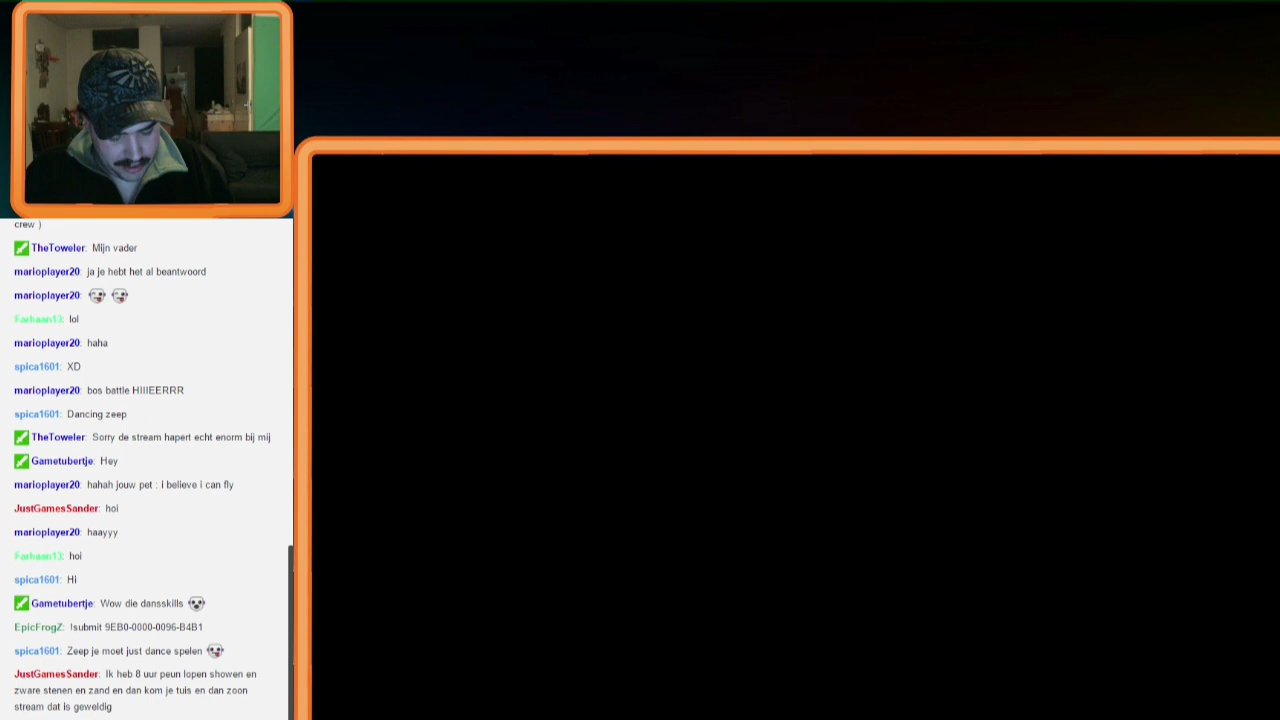 crew )
TheToweler: Mijn vader
marioplayer20: ja je hebt het al beantwoord
marioplayer20:
Farhaan13: lol
marioplayer20: haha
spica1601: XD
marioplayer20: bos battle HIIIEERRR
spica1601: Dancing zeep
TheToweler: Sorry de stream hapert echt enorm bij mij
Gametubertje: Hey
marioplayer20: hahah jouw pet : i believe i can fly
JustGamesSander: hoi
marioplayer20: haayyy
Farhaan13: hoi
spica1601: Hi
Gametubertje: Wow die dansskills
EpicFrogZ: !submit 9EB0-0000-0096-B4B1
spica1601: Zeep je moet just dance spelen
JustGamesSander: Ik heb 8 uur peun lopen showen en
zware stenen en zand en dan kom je tuis en dan zoon
stream dat is geweldig